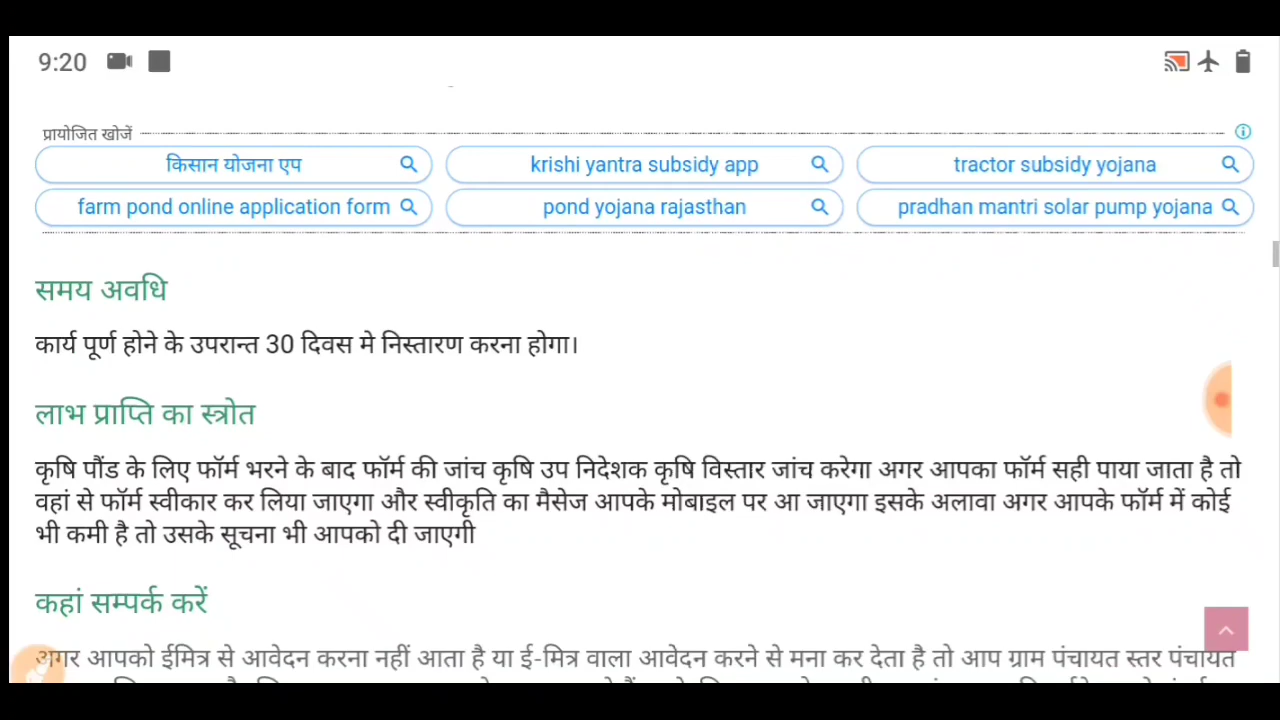 9:20
प्रायोजित खोजें
किसान योजना एप
krishi yantra subsidy app
tractor subsidy yojana
farm pond online application form
pond yojana rajasthan
pradhan mantri solar pump yojana
समय अवधि
कार्य पूर्ण होने के उपरान्त 30 दिवस मे निस्तारण करना होगा।
लाभ प्राप्ति का स्त्रोत
कृषि पौंड के लिए फॉर्म भरने के बाद फॉर्म की जांच कृषि उप निदेशक कृषि विस्तार जांच करेगा अगर आपका फॉर्म सही पाया जाता है तो
वहां से फॉर्म स्वीकार कर लिया जाएगा और स्वीकृति का मैसेज आपके मोबाइल पर आ जाएगा इसके अलावा अगर आपके फॉर्म में कोई
भी कमी है तो उसके सूचना भी आपको दी जाएगी
कहां सम्पर्क करें
अगर आपको ईमित्र से आवेदन करना नहीं आता है या ई-मित्र वाला आवेदन करने से मना कर देता है तो आप ग्राम पंचायत स्तर पंचायत